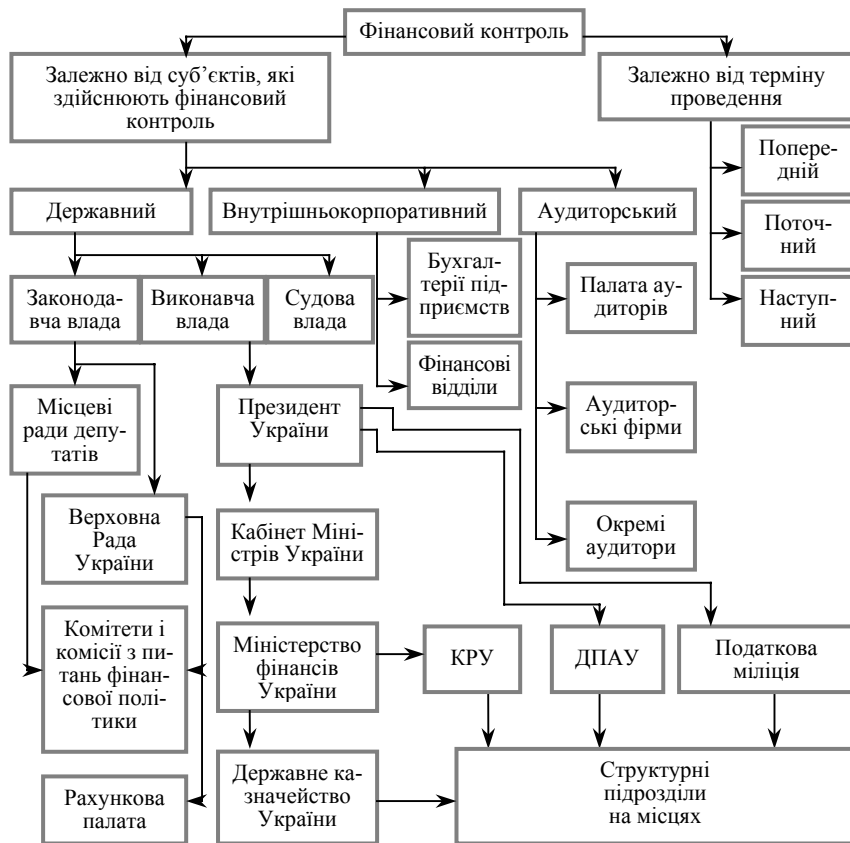 Фінансовий контроль
Залежно від суб’єктів, які
здійснюють фінансовий
контроль
Залежно від терміну
проведення
Попере-
дній
Поточ-
ний
Наступ-
ний
Державний
Внутрішньокорпоративний
Аудиторський
Законода-
вча влада
Виконавча
влада
Судова
влада
Бухгал-
терії під-
приємств
Фінансові
відділи
Палата ау-
диторів
Аудитор-
ські фірми
Окремі
аудитори
Місцеві
ради депу-
татів
Президент
України
Верховна
Рада
України
Кабінет Міні-
стрів України
Комітети і
комісії з пи-
тань фінан-
сової полі-
тики
Міністерство
фінансів
України
КРУ
ДПАУ
Податкова
міліція
Рахункова
палата
Державне ка-
значейство
України
Структурні
підрозділи
на місцях